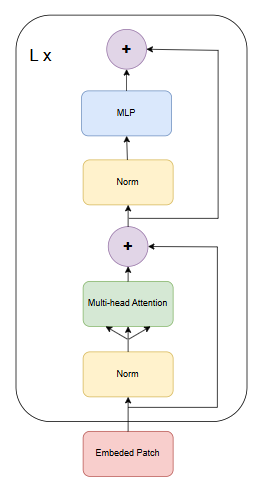 L x
+
MLP
Norm
+
Multi-head Attention
Norm
Embeded Patch